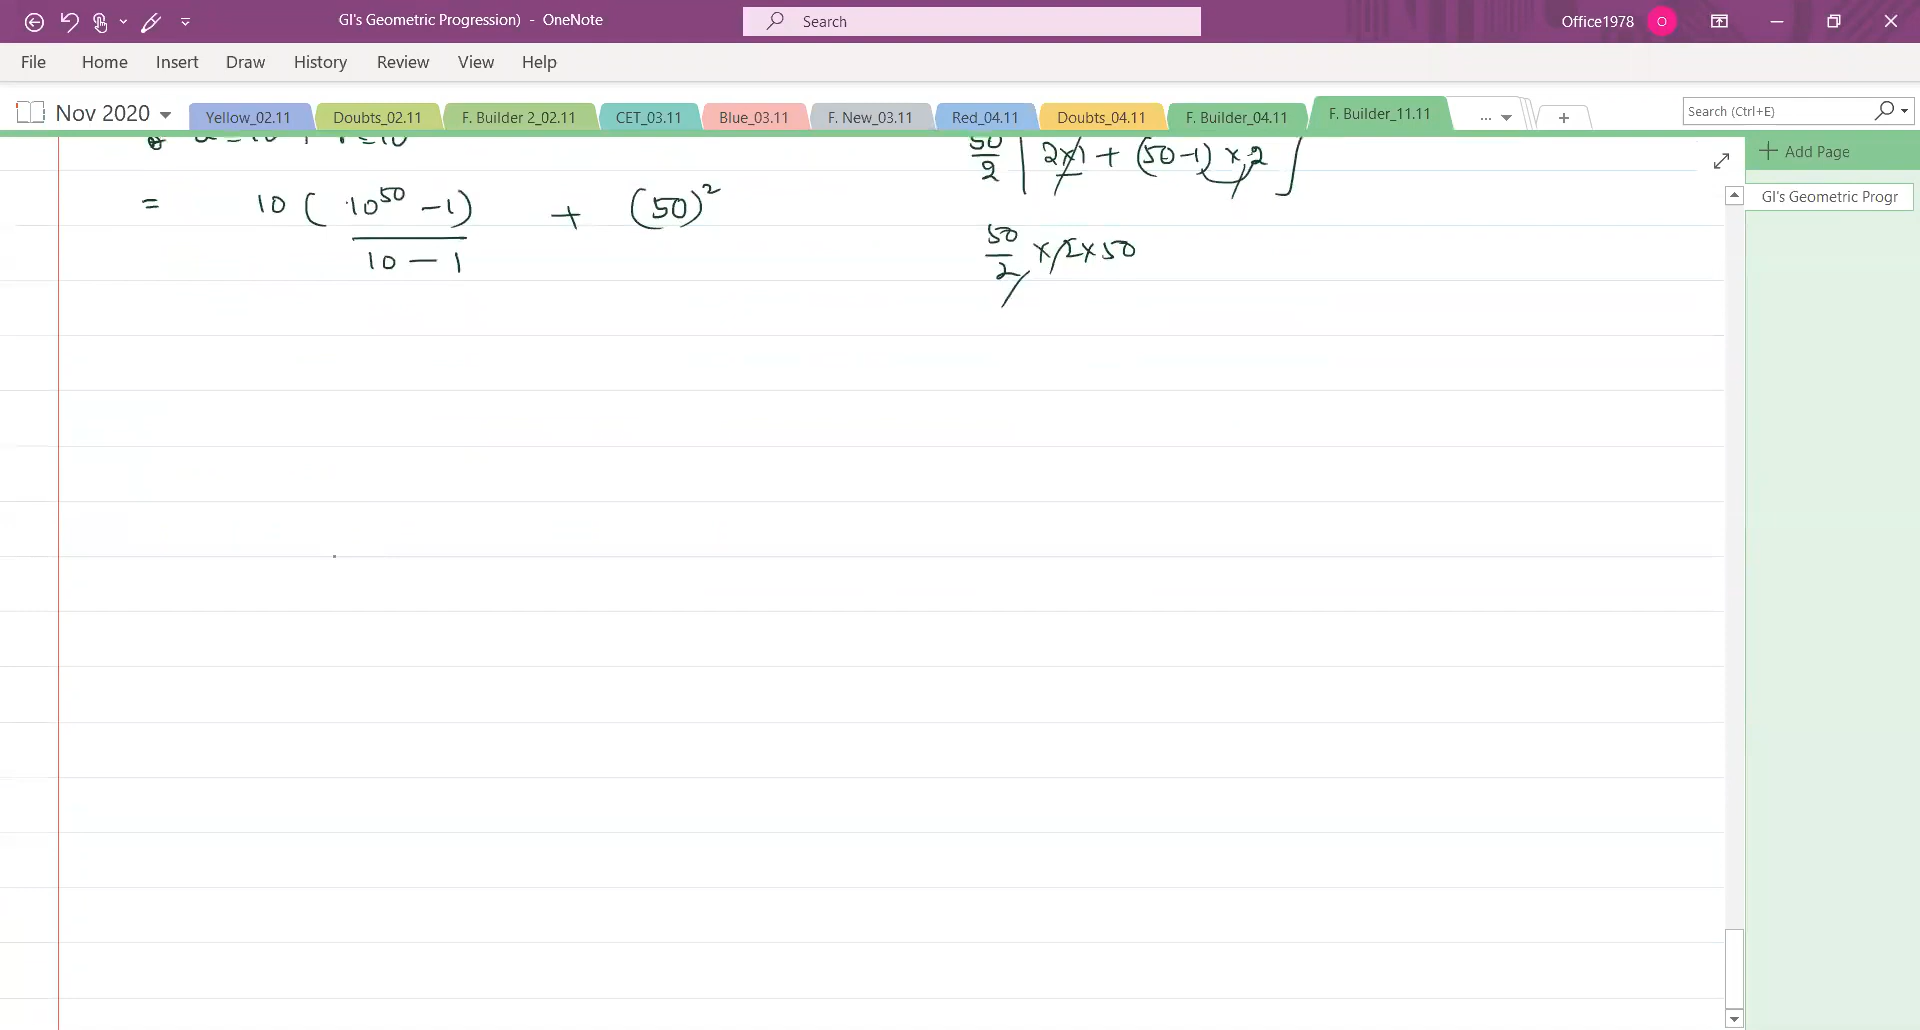 GI's Geometric Progression) - OneNote
Search
Office1978
O
File Home Insert Draw History Review View Help
Nov 2020
Yellow_02.11
Doubts_02.11
F. Builder 2_02.11
CET_03.11
Blue_03.11
F. New_03.11
Red_04.11
Doubts_04.11
F. Builder_04.11
F. Builder_11.11
...
+
Search (Ctrl+E)
Add Page
GI's Geometric Progr
= 10 ( 10^50 - 1)
10 - 1
+ (50)^2
50
2
[ 2x1 + (50-1) x 2 ]
50
2
x 2 x 50